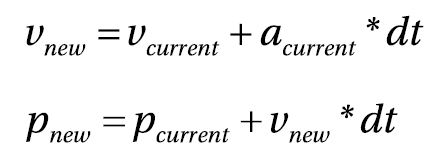 v_new = v_current + a_current * dt
p_new = p_current + v_new * dt